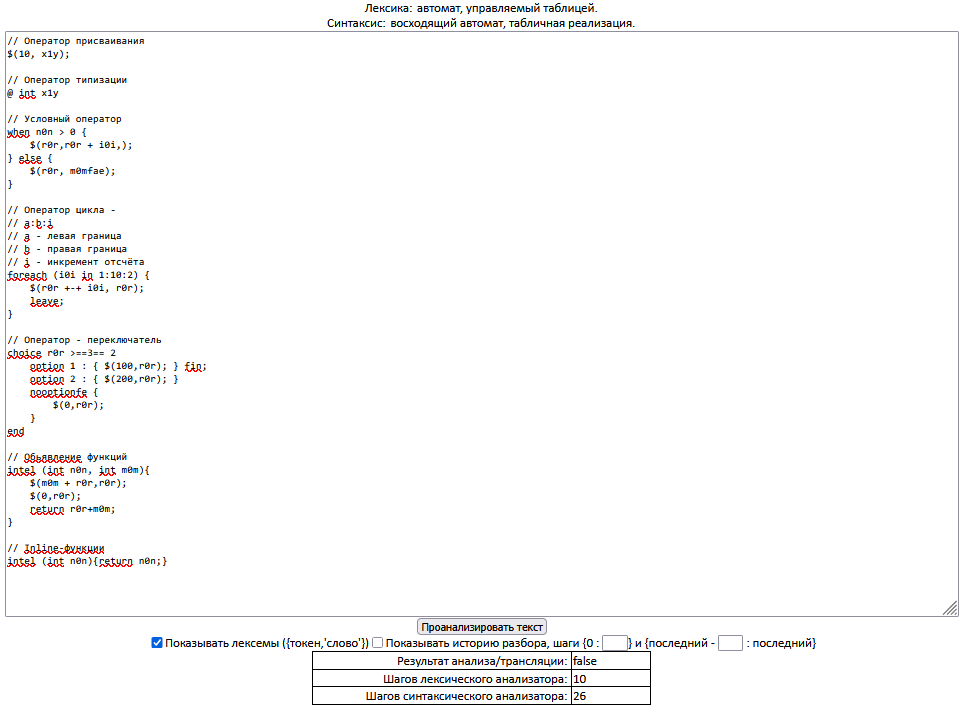 Лексика: автомат, управляемый таблицей.
Синтаксис: восходящий автомат, табличная реализация.
// Оператор присваивания
$(10, x1y);
// Оператор типизации
@ int x1y
// Условный оператор
when n0n > 0 {
    $(r0r,r0r + i0i,);
} else {
    $(r0r, m0mfae);
}
// Оператор цикла -
// a:b:i
// a - левая граница
// b - правая граница
// i - инкремент отсчёта
foreach (i0i in 1:10:2) {
    $(r0r +-+ i0i, r0r);
    leave;
}
// Оператор - переключатель
choice r0r >==3== 2
    option 1 : { $(100,r0r); } fin;
    option 2 : { $(200,r0r); }
    nooptionfe {
        $(0,r0r);
    }
end
// Обьявление функций
intel (int n0n, int m0m){
    $(m0m + r0r,r0r);
    $(0,r0r);
    return r0r+m0m;
}
// Inline-функции
intel (int n0n){return n0n;}
Проанализировать текст
Показывать лексемы ({токен,'слово'}) Показывать историю разбора, шаги {0 : } и {последний - : последний}
Результат анализа/трансляции: false
Шагов лексического анализатора: 10
Шагов синтаксического анализатора: 26